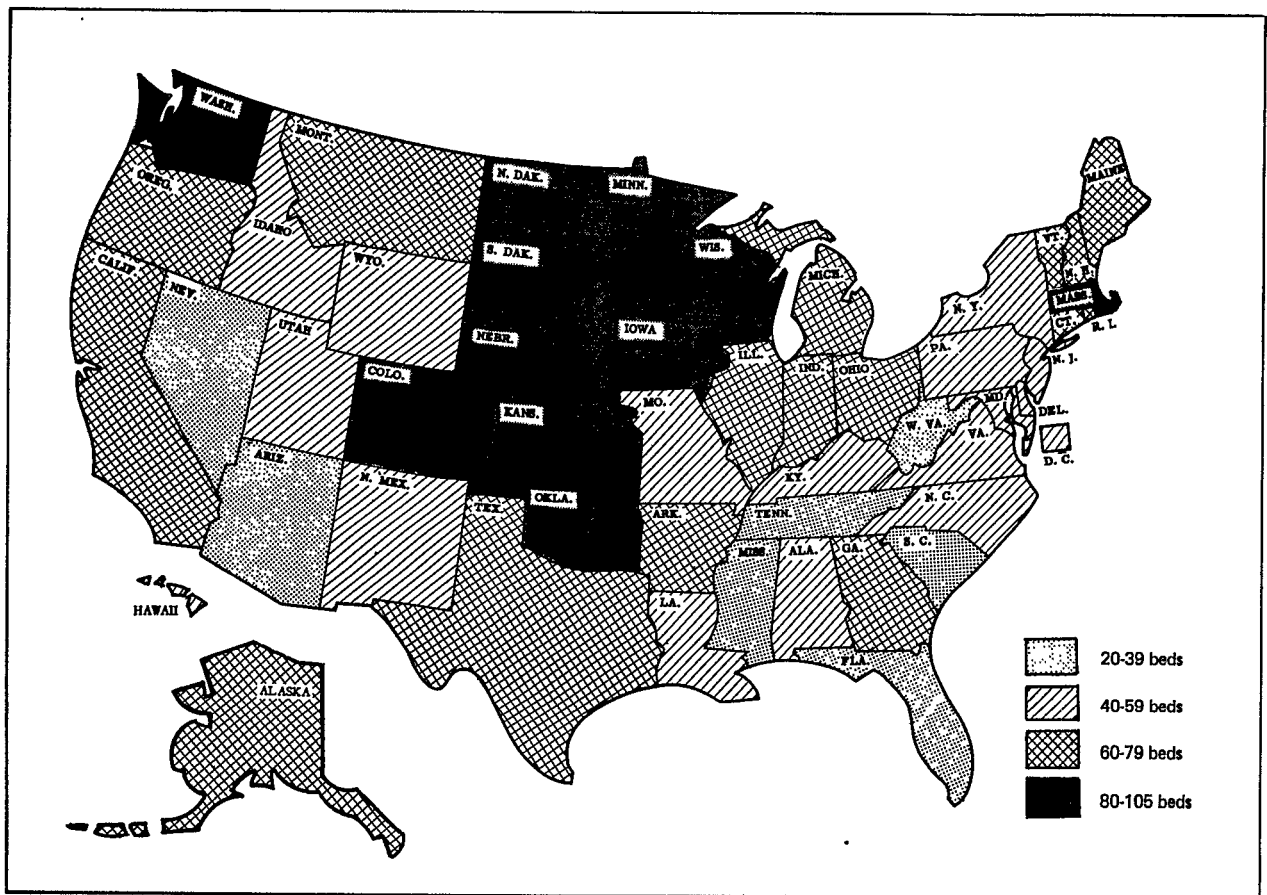 WASH.
MONT.
N. DAK.
MINN.
OREG.
IDAHO
S. DAK.
WIS.
MICH.
MAINE
VT.
N. H.
MASS.
CT.
R. I.
N. Y.
CALIF.
NEV.
WYO.
UTAH
NEBR.
IOWA
ILL.
IND.
OHIO
PA.
N. J.
COLO.
KANS.
MO.
W. VA.
MD.
DEL.
VA.
D. C.
KY.
ARIZ.
N. MEX.
TEX.
OKLA.
ARK.
TENN.
N. C.
S. C.
MISS.
ALA.
GA.
LA.
FLA.
HAWAII
ALASKA
20-39 beds
40-59 beds
60-79 beds
80-105 beds